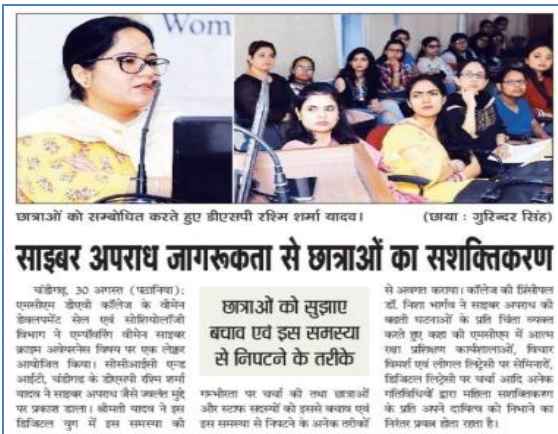 Wom
छात्राओं को सम्बोधित करते हुए डीएसपी रश्मि शर्मा यादव।
(छाया : गुरिन्दर सिंह)
साइबर अपराध जागरूकता से छात्राओं का सशक्तिकरण
चंडीगढ़, 30 अगस्त (पठानिया):
एमसीएम डीएवी कॉलेज के वीमेन
डेवलपमेंट सेल एवं सोशियोलॉजी
विभाग ने एम्पॉवरिंग वीमेन साइबर
क्राइम अवेयरनेस विषय पर एक लेक्चर
आयोजित किया। सीसीआईसी एन्ड
आईटी, चंडीगढ़ के डीएसपी रश्मि शर्मा
यादव ने साइबर अपराध जैसे ज्वलंत मुद्दे
पर प्रकाश डाला। श्रीमती यादव ने इस
डिजिटल युग में इस समस्या की
छात्राओं को सुझाए
बचाव एवं इस समस्या
से निपटने के तरीके
गम्भीरता पर चर्चा की तथा छात्राओं
और स्टाफ सदस्यों को इससे बचाव एवं
इस समस्या से निपटने के अनेक तरीकों
से अवगत कराया। कॉलेज की प्रिंसीपल
डॉ. निशा भार्गव ने साइबर अपराध की
बढ़ती घटनाओं के प्रति चिंता व्यक्त
करते हुए कहा की एमसीएम में आत्म
रक्षा प्रशिक्षण कार्यशालाओं, विचार
विमर्श एवं लीगल लिट्रेसी पर सेमिनारों,
डिजिटल लिट्रेसी पर चर्चा आदि अनेक
गतिविधियों द्वारा महिला सशक्तिकरण
के प्रति अपने दायित्व को निभाने का
निरंतर प्रयत्न होता रहता है।